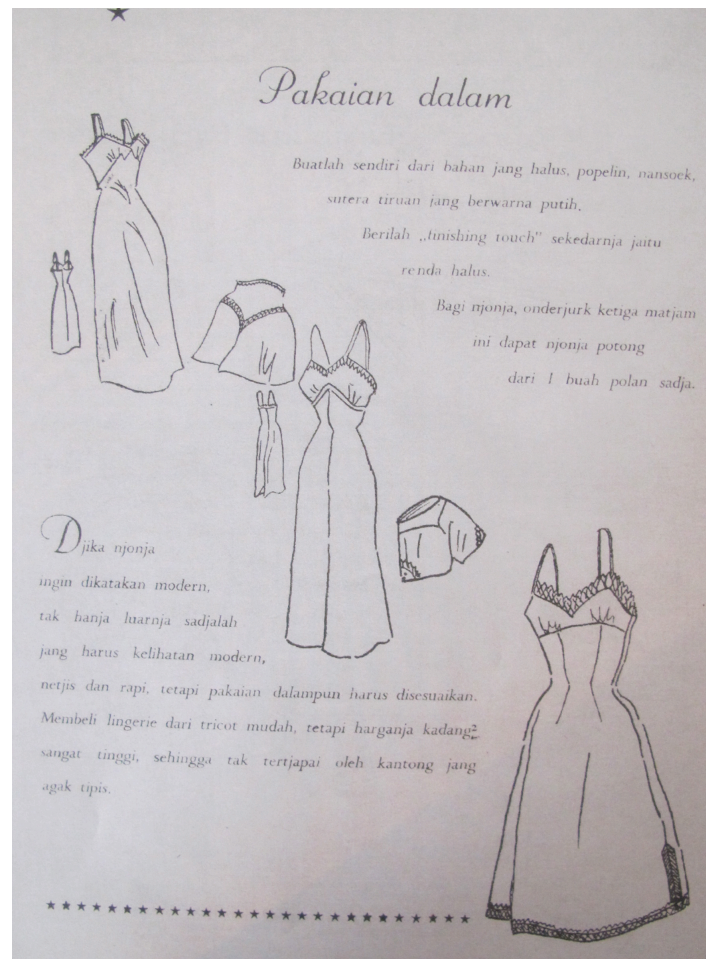 Pakaian dalam
Buatlah sendiri dari bahan jang halus, popelin, nansoek,
sutera tiruan jang berwarna putih.
Berilah „finishing touch” sekedarnja jaitu
renda halus.
Bagi njonja, onderjurk ketiga matjam
ini dapat njonja potong
dari 1 buah polan sadja.
Djika njonja
ingin dikatakan modern,
tak hanja luarnja sadjalah
jang harus kelihatan modern,
netjis dan rapi, tetapi pakaian dalampun harus disesuaikan.
Membeli lingerie dari tricot mudah, tetapi harganja kadang²
sangat tinggi, sehingga tak tertjapai oleh kantong jang
agak tipis.